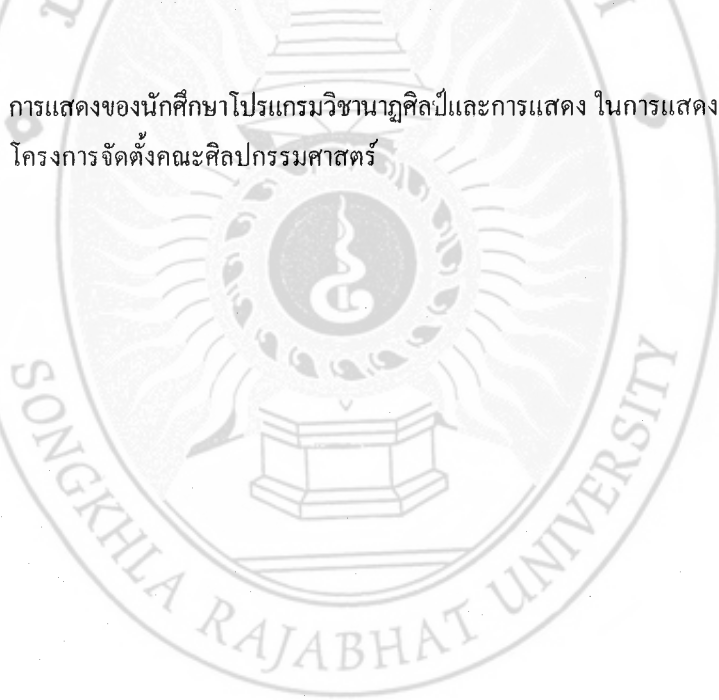 การแสดงของนักศึกษาโปรแกรมวิชานาฏศิลป์และการแสดง ในการแสดง
โครงการจัดตั้งคณะศิลปกรรมศาสตร์
SONGKHLA RAJABHAT UNIVERSITY